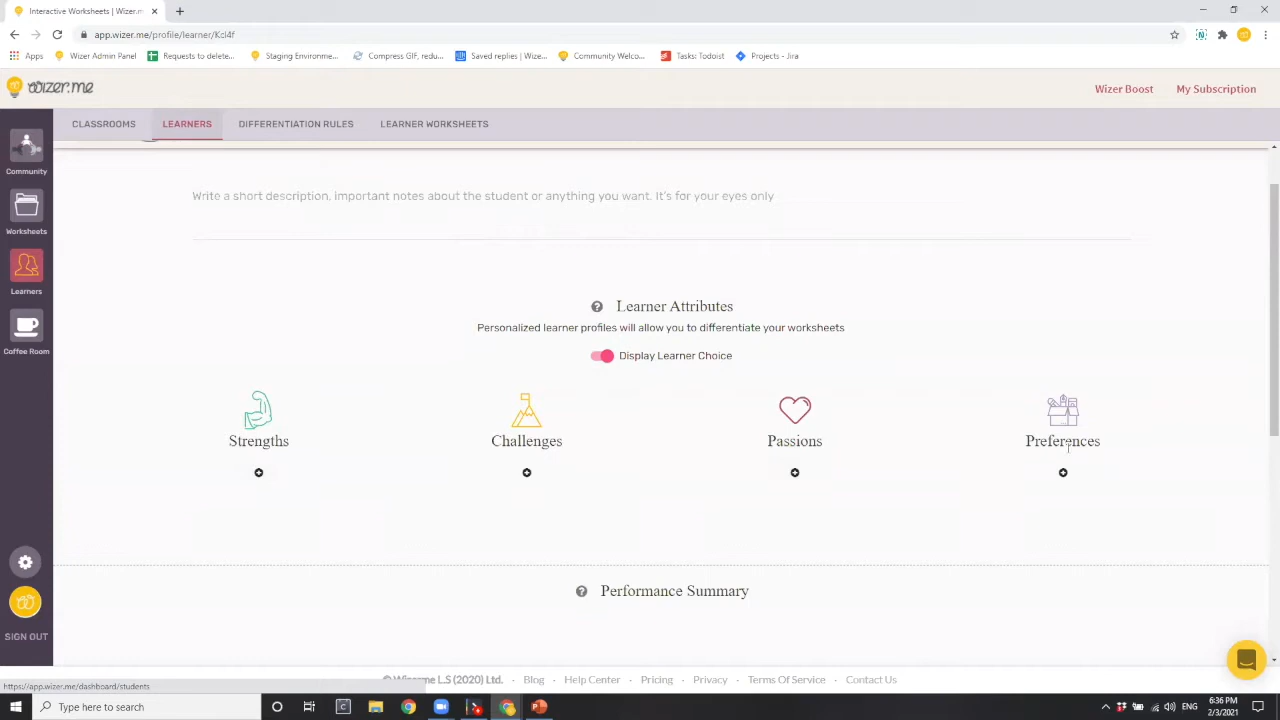 Interactive Worksheets | Wizer.m
app.wizer.me/profile/learner/Kcl4f
Apps Wizer Admin Panel Requests to delete... Staging Environme... Compress GIF, redu... Saved replies | Wize... Community Welco... Tasks: Todoist Projects - Jira
wizer.me Wizer Boost My Subscription
CLASSROOMS LEARNERS DIFFERENTIATION RULES LEARNER WORKSHEETS
Community
Worksheets
Learners
Coffee Room
SIGN OUT
Write a short description, important notes about the student or anything you want. It's for your eyes only
Learner Attributes
Personalized learner profiles will allow you to differentiate your worksheets
Display Learner Choice
Strengths Challenges Passions Preferences
Performance Summary
https://app.wizer.me/dashboard/students
L.S (2020) Ltd. · Blog · Help Center · Pricing · Privacy · Terms Of Service · Contact Us
Type here to search
ENG
6:36 PM
2/3/2021